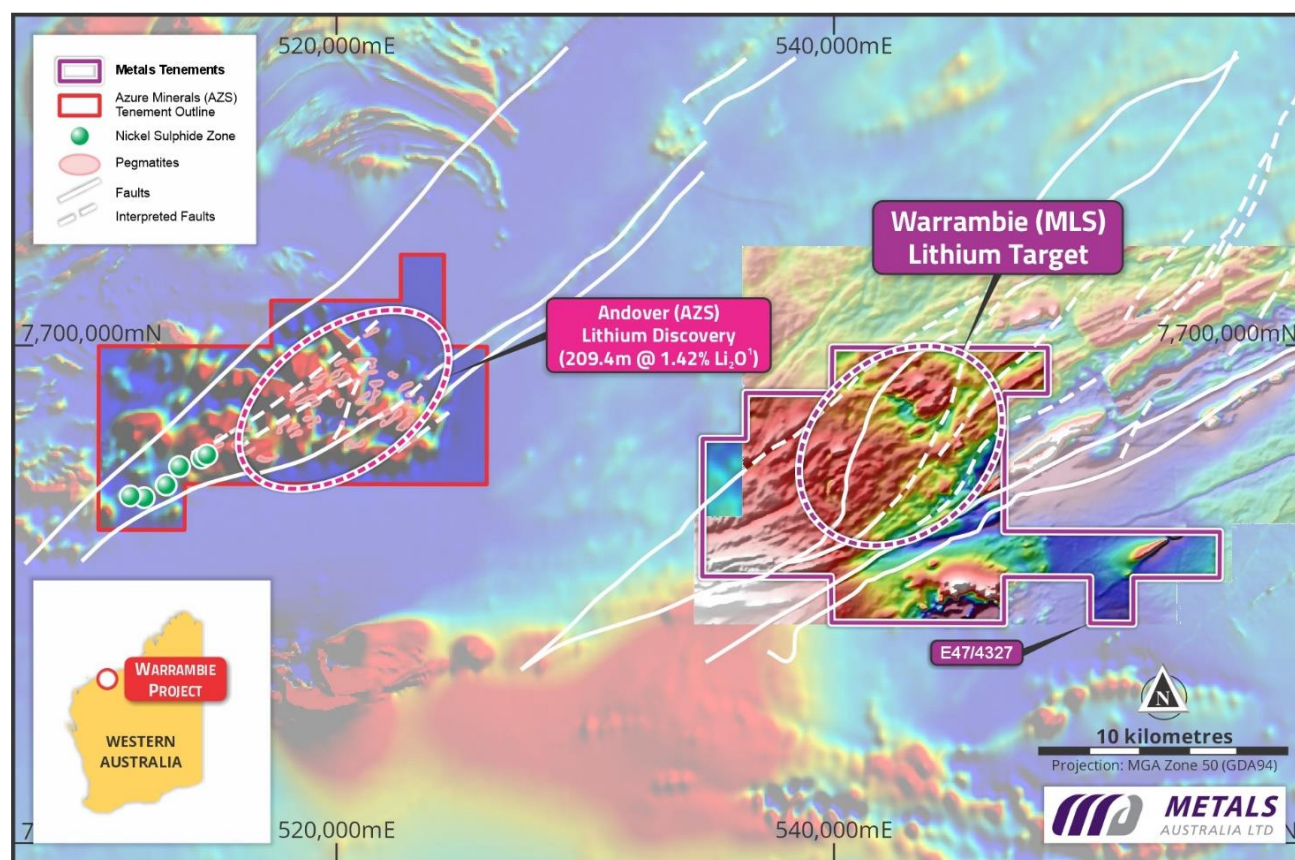 520,000mE
540,000mE
Metals Tenements
Azure Minerals (AZS)
Tenement Outline
Nickel Sulphide Zone
Pegmatites
Faults
Interpreted Faults
Warrambie (MLS)
Lithium Target
7,700,000mN
Andover (AZS)
Lithium Discovery
(209.4m @ 1.42% Li₂O¹)
7,700,000mN
E47/4327
WARRAMBIE
PROJECT
WESTERN
AUSTRALIA
N
10 kilometres
Projection: MGA Zone 50 (GDA94)
METALS
AUSTRALIA LTD
7
520,000mE
540,000mE